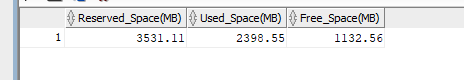 Reserved_Space(MB) Used_Space(MB) Free_Space(MB)
1 3531.11 2398.55 1132.56